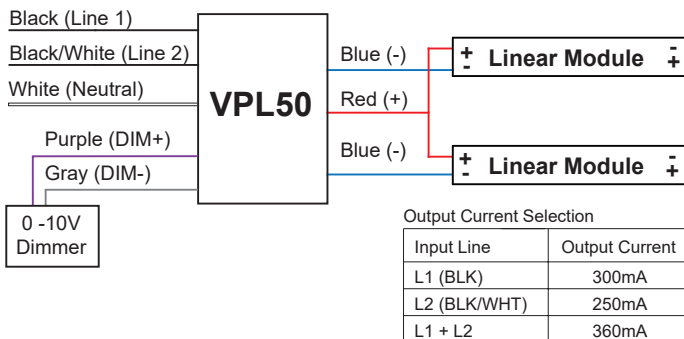 Black (Line 1)
Black/White (Line 2)
White (Neutral)
Purple (DIM+)
Gray (DIM-)
0 -10V
Dimmer
VPL50
Blue (-)
Red (+)
Blue (-)
+ Linear Module -
- +
+ Linear Module -
- +
Output Current Selection
Input Line Output Current
L1 (BLK) 300mA
L2 (BLK/WHT) 250mA
L1 + L2 360mA